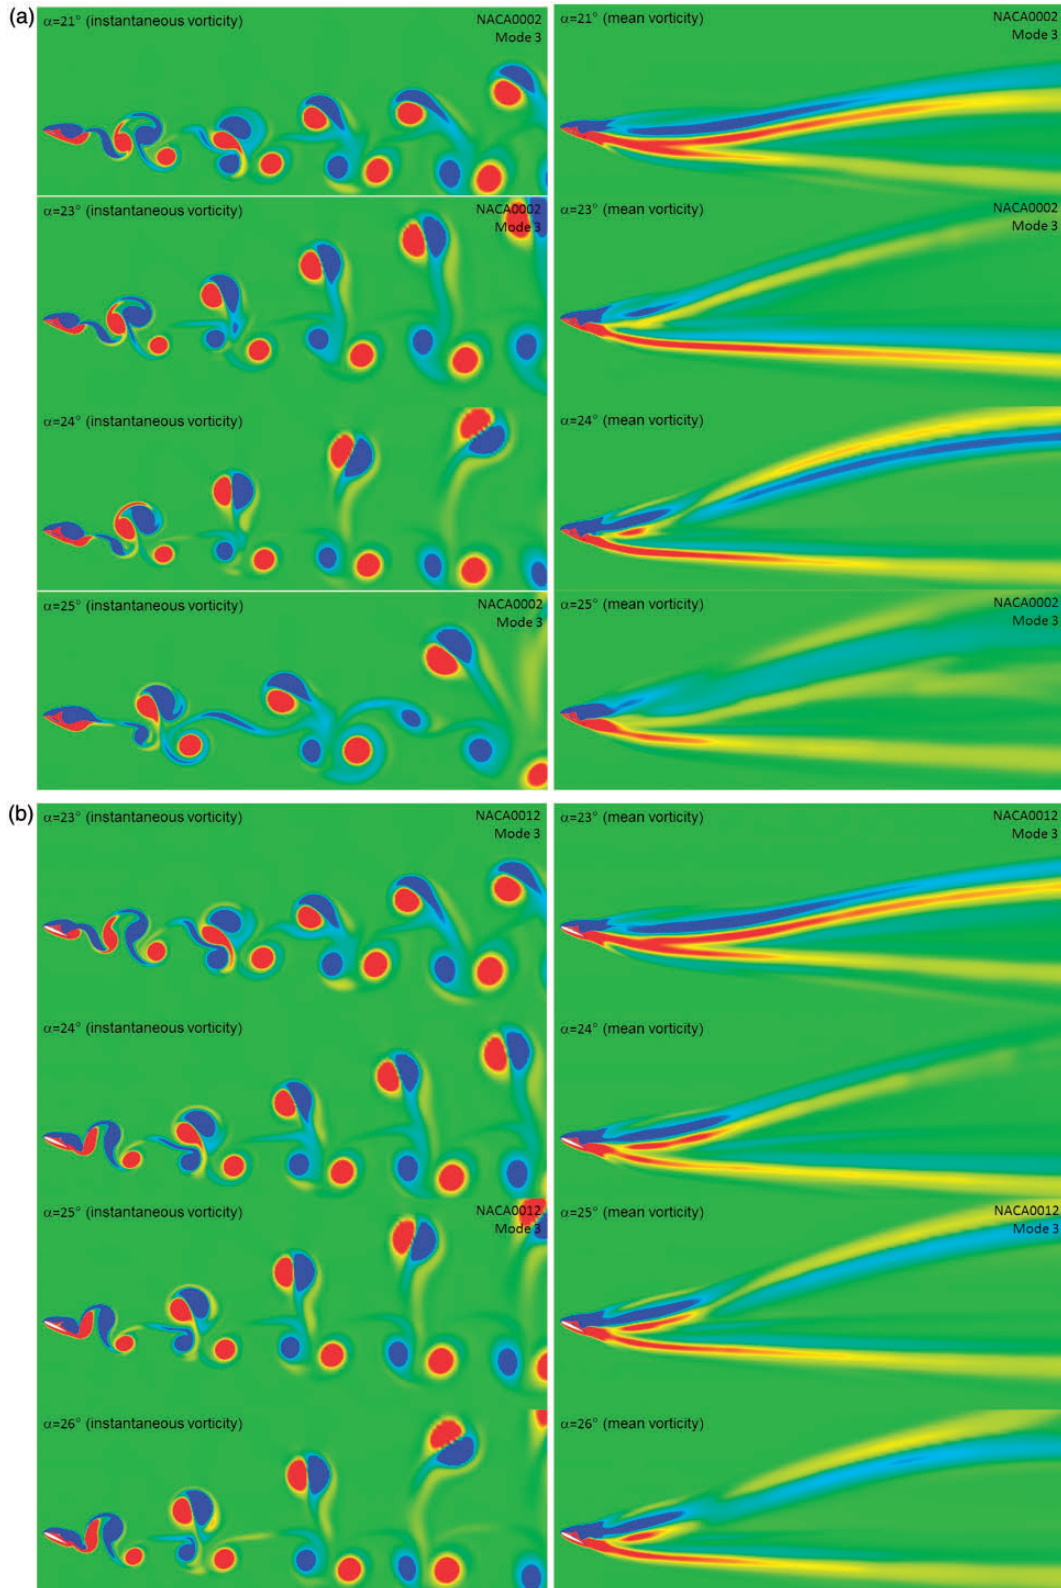 (a)
α=21° (instantaneous vorticity) NACA0002
Mode 3
α=21° (mean vorticity) NACA0002
Mode 3
α=23° (instantaneous vorticity) NACA0002
Mode 3
α=23° (mean vorticity) NACA0002
Mode 3
α=24° (instantaneous vorticity)
α=24° (mean vorticity)
α=25° (instantaneous vorticity) NACA0002
Mode 3
α=25° (mean vorticity) NACA0002
Mode 3
(b)
α=23° (instantaneous vorticity) NACA0012
Mode 3
α=23° (mean vorticity) NACA0012
Mode 3
α=24° (instantaneous vorticity)
α=24° (mean vorticity)
α=25° (instantaneous vorticity) NACA0012
Mode 3
α=25° (mean vorticity) NACA0012
Mode 3
α=26° (instantaneous vorticity)
α=26° (mean vorticity)